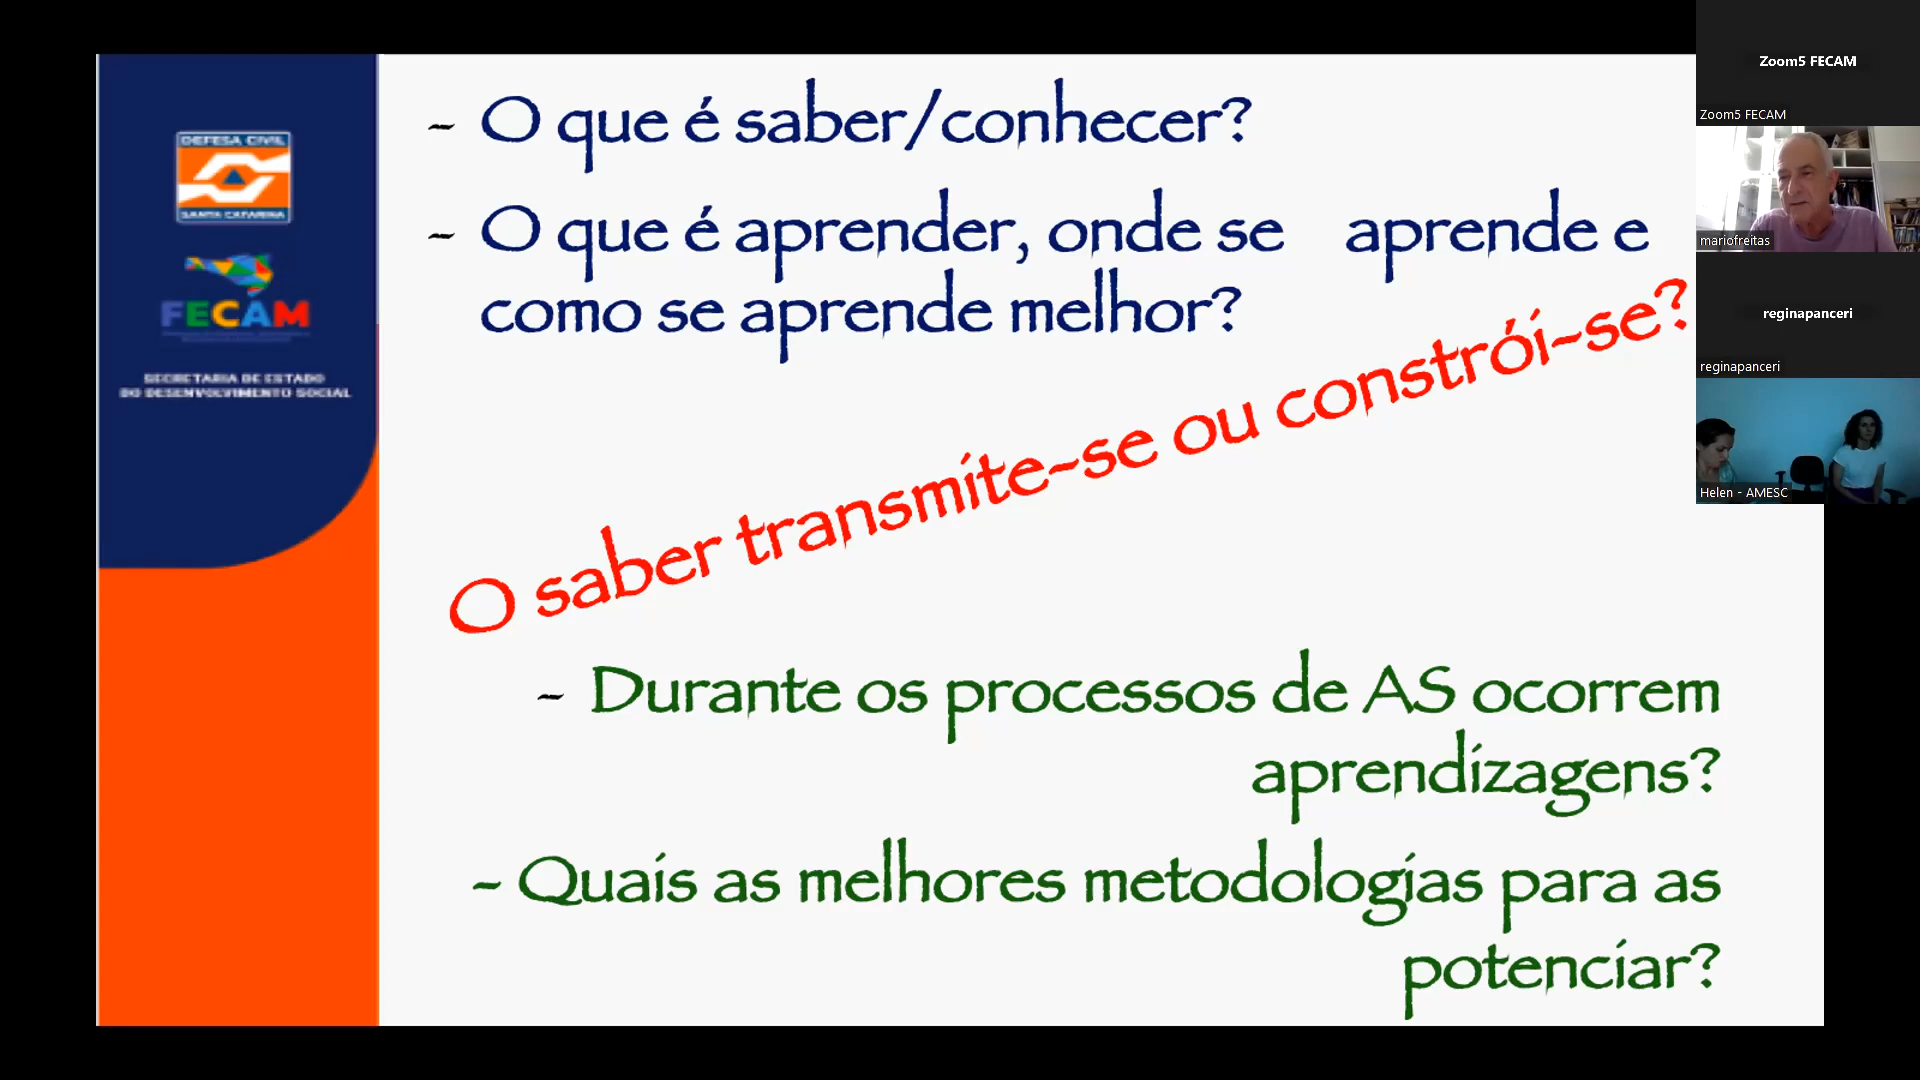 DEFESA CIVIL
SANTA CATARINA
FECAM
SECRETARIA DE ESTADO
DO DESENVOLVIMENTO SOCIAL
- O que é saber/conhecer?
- O que é aprender, onde se aprende e
como se aprende melhor?
O saber transmite-se ou constrói-se?
- Durante os processos de AS ocorrem
aprendizagens?
- Quais as melhores metodologias para as
potenciar?
Zoom5 FECAM
Zoom5 FECAM
mariofreitas
reginapanceri
reginapanceri
Helen - AMESC